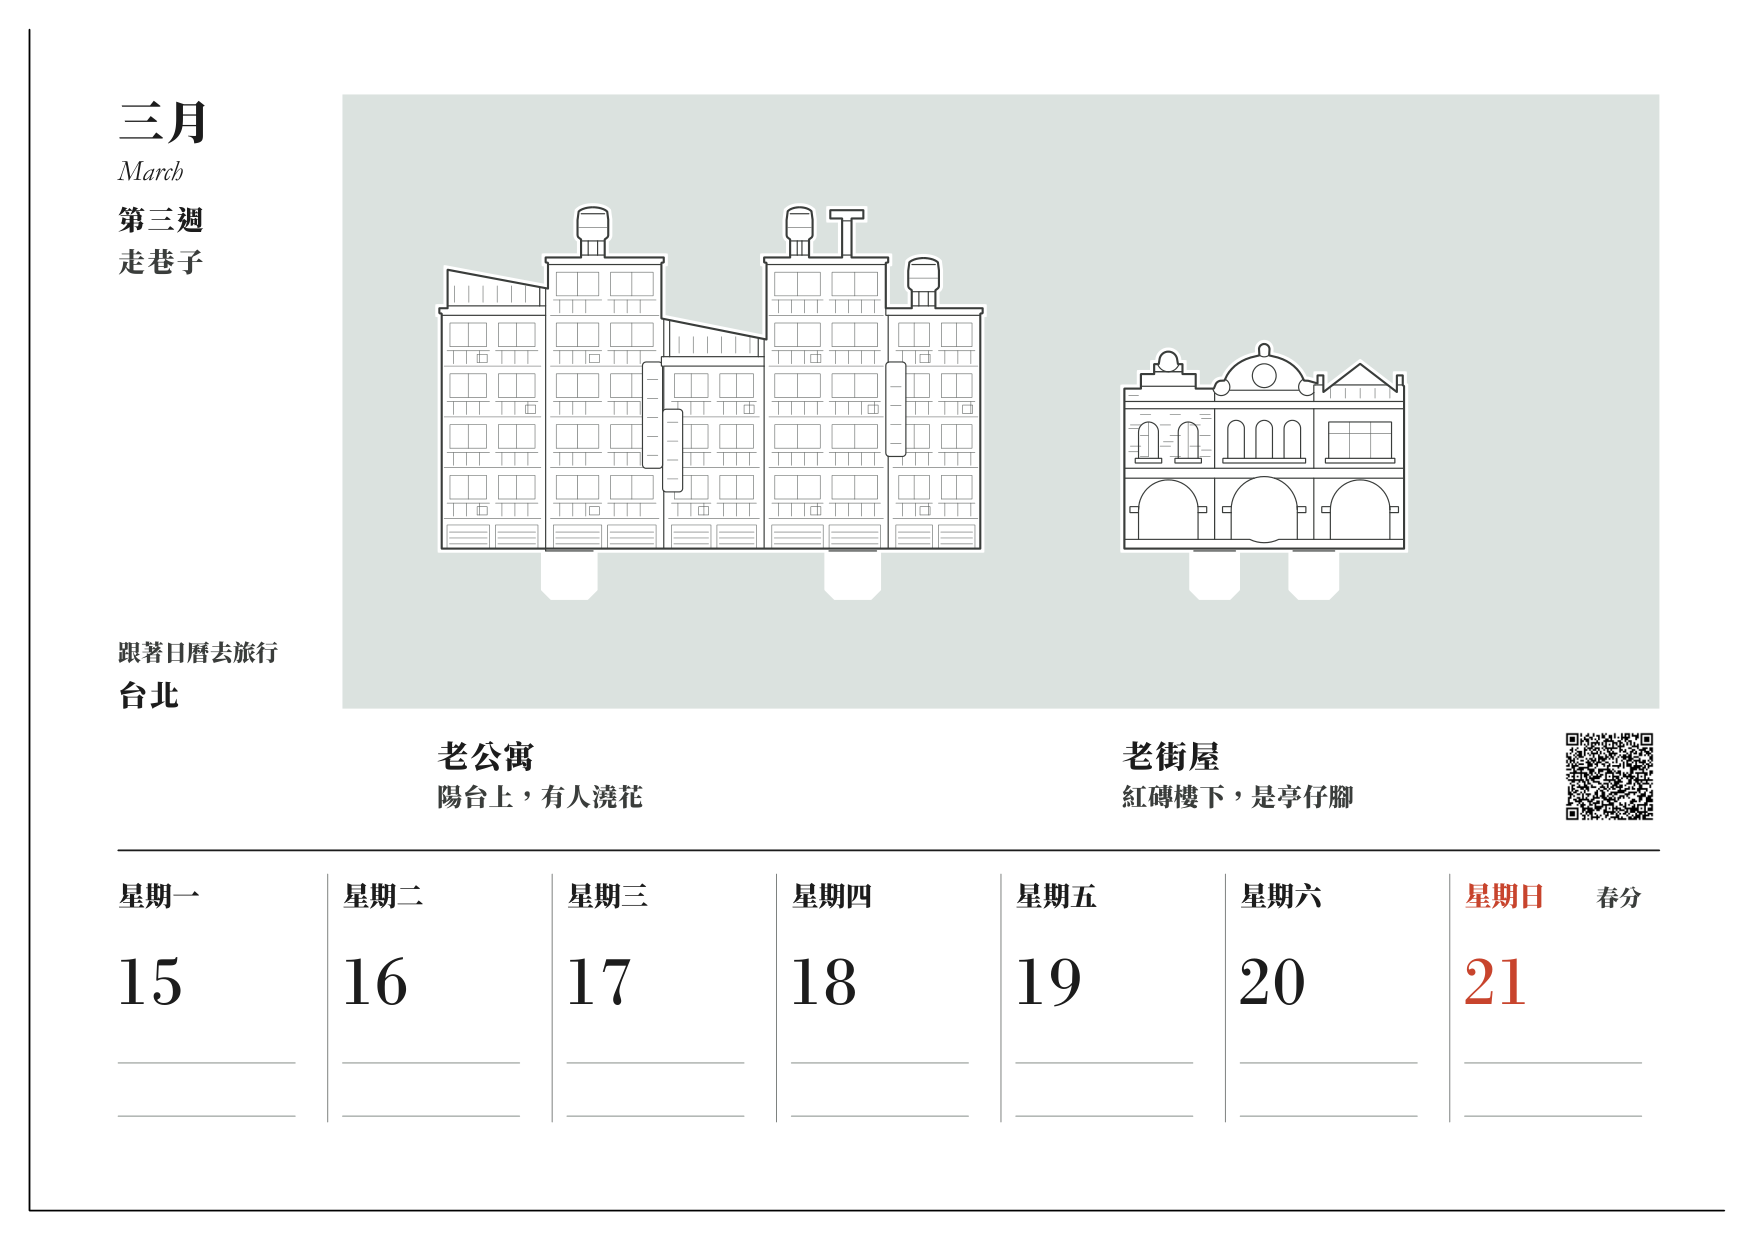 三月
March
第三週
走巷子
跟著日曆去旅行
台北
老公寓
陽台上，有人澆花
老街屋
紅磚樓下，是亭仔腳
星期一
15
星期二
16
星期三
17
星期四
18
星期五
19
星期六
20
星期日
春分
21